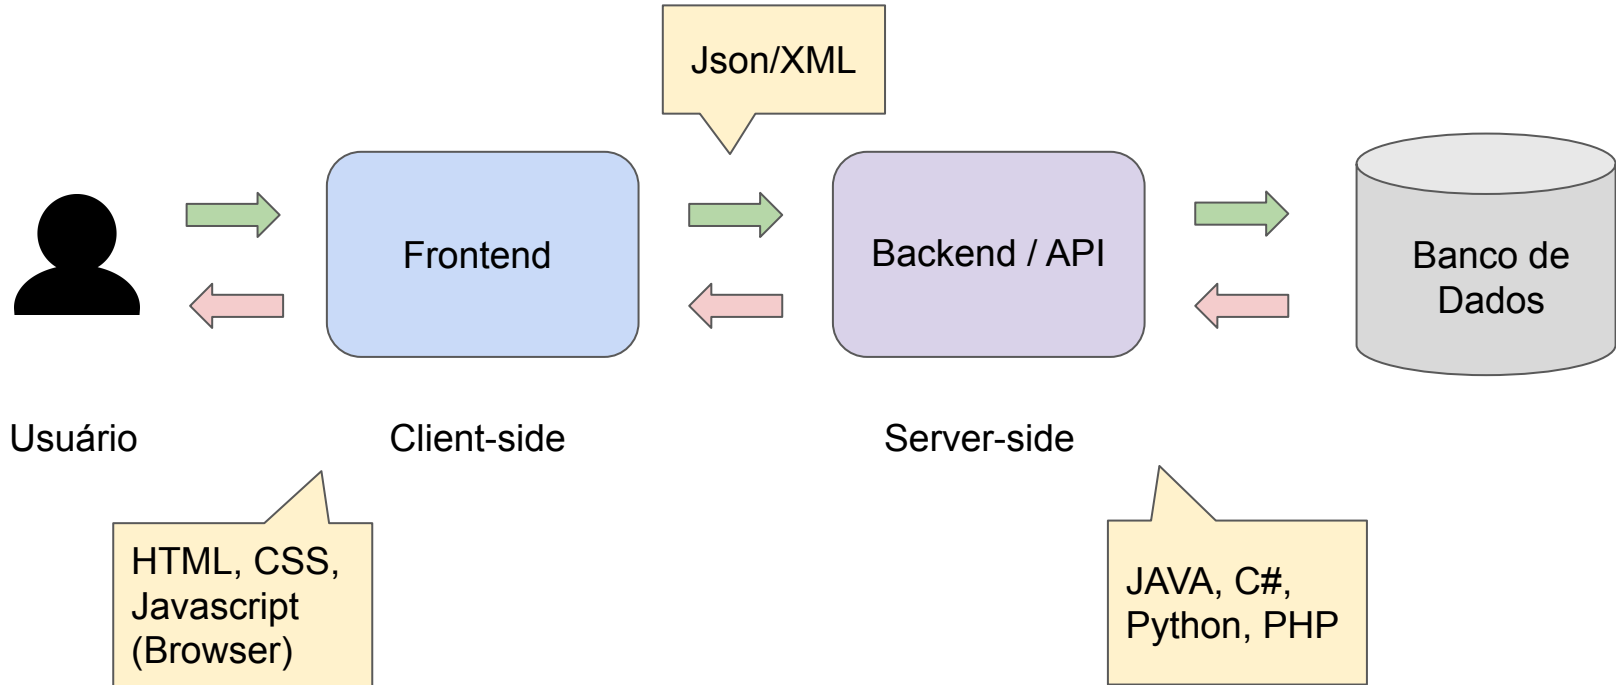 Json/XML
Frontend
Backend / API
Banco de
Dados
Usuário
Client-side
Server-side
HTML, CSS,
Javascript
(Browser)
JAVA, C#,
Python, PHP